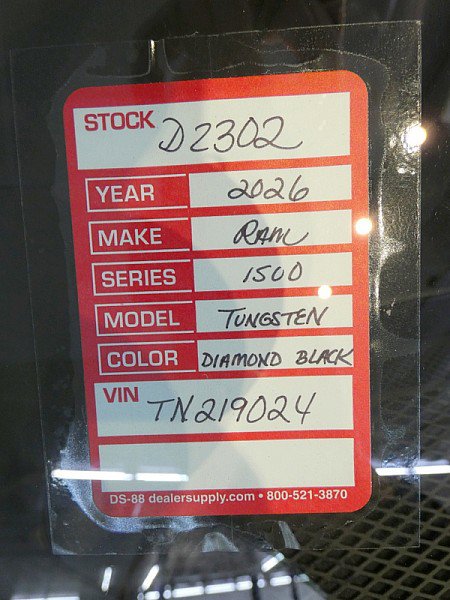 STOCK D2302
YEAR 2026
MAKE RAM
SERIES 1500
MODEL TUNGSTEN
COLOR DIAMOND BLACK
VIN TN219024
DS-88 dealersupply.com • 800-521-3870